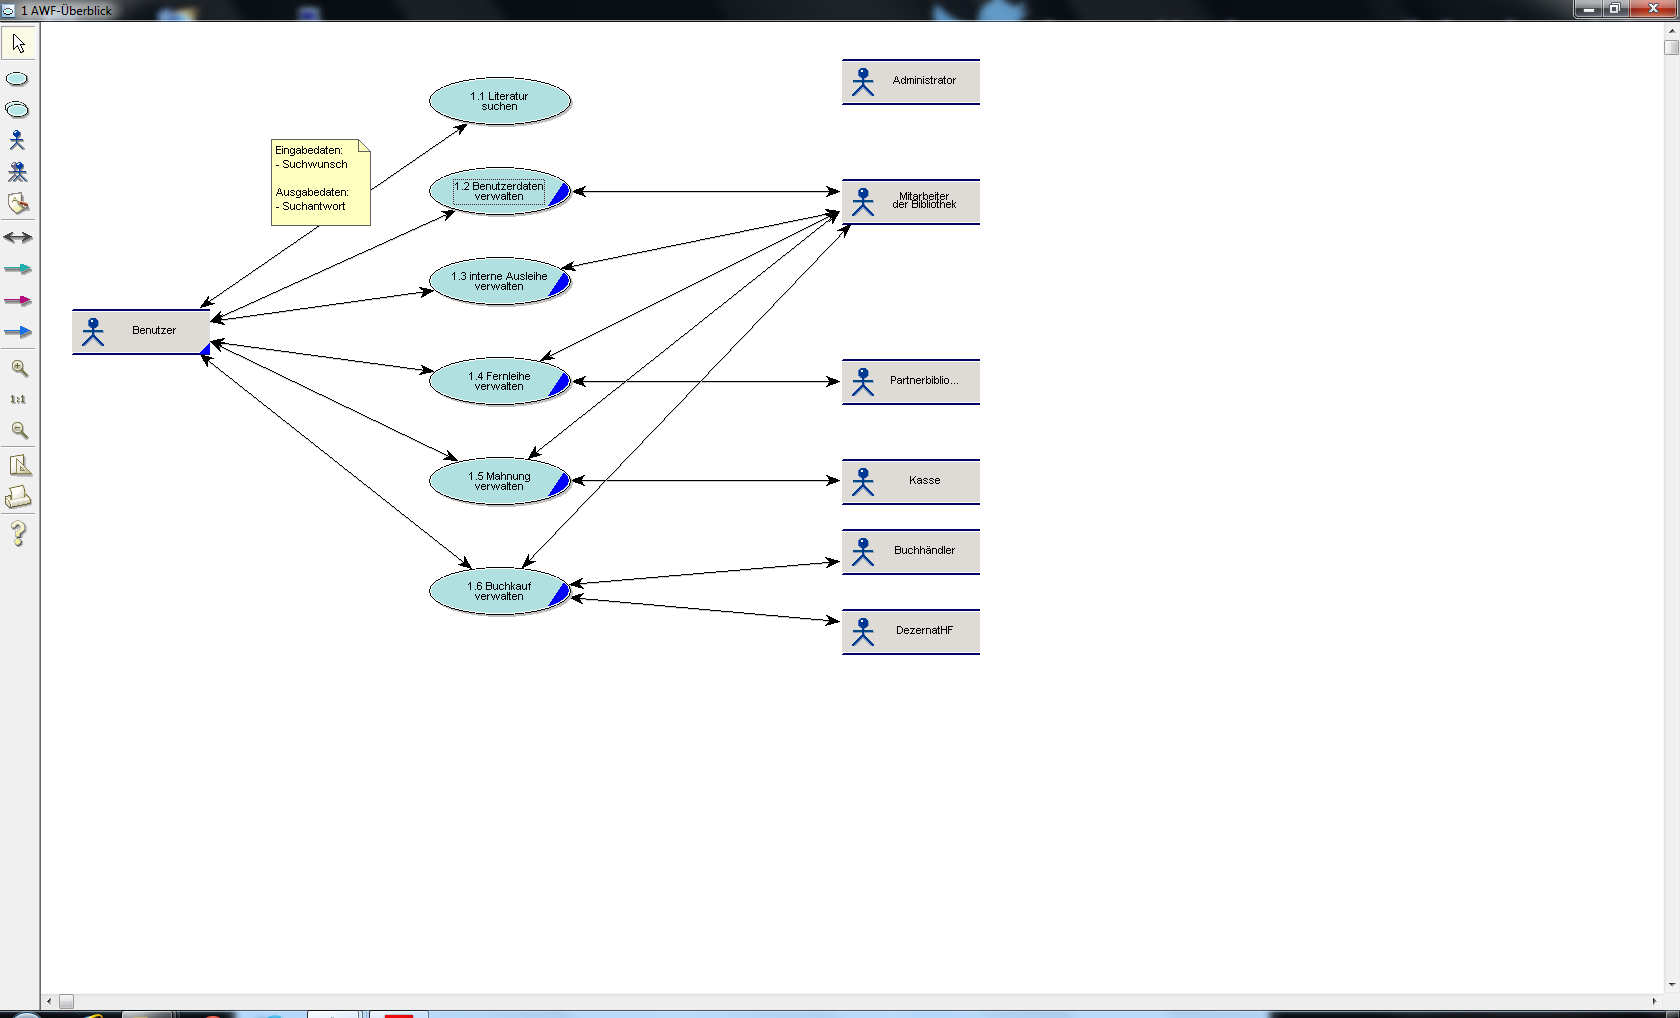 1 AWF-Überblick
1.1 Literatur
suchen
Administrator
Eingabedaten:
- Suchwunsch
Ausgabedaten:
- Suchantwort
1.2 Benutzerdaten
verwalten
Mitarbeiter
der Bibliothek
1.3 interne Ausleihe
verwalten
Benutzer
1.4 Fernleihe
verwalten
Partnerbiblio...
1:1
1.5 Mahnung
verwalten
Kasse
Buchhändler
1.6 Buchkauf
verwalten
DezernatHF